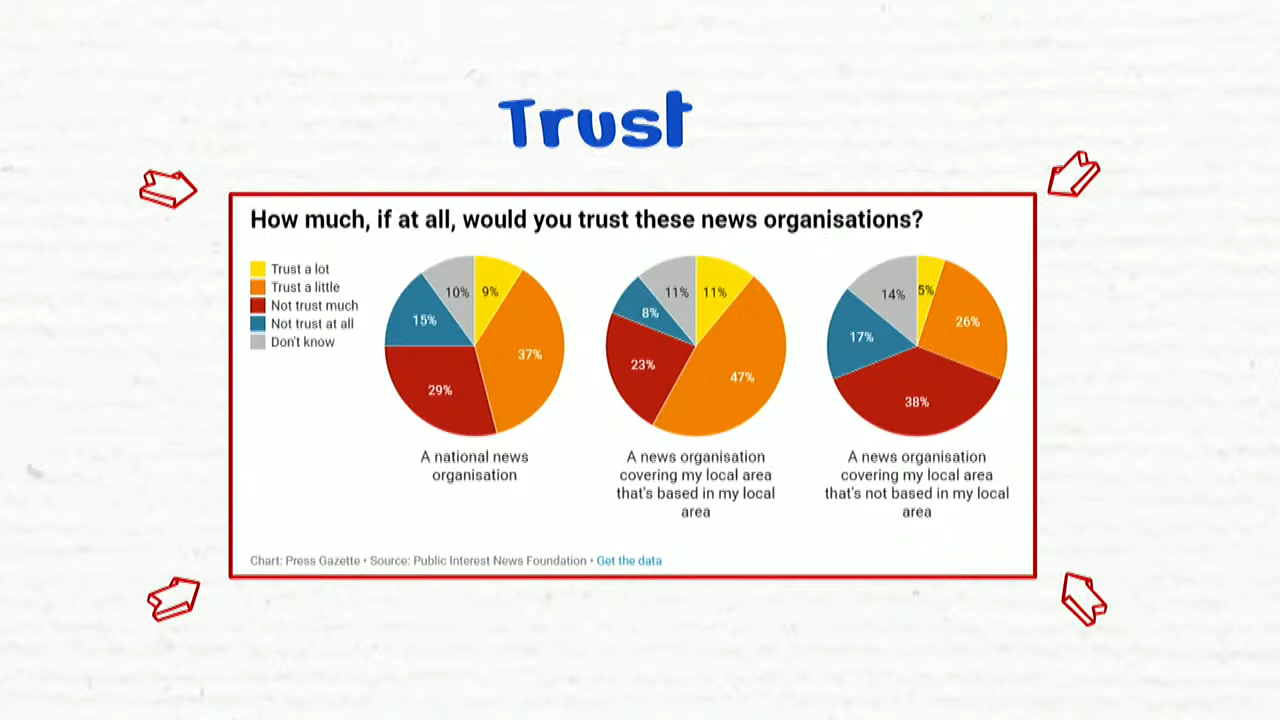 Trust
How much, if at all, would you trust these news organisations?
Trust a lot
Trust a little
Not trust much
Not trust at all
Don't know
10%
9%
15%
37%
29%
A national news
organisation
11%
11%
8%
23%
47%
A news organisation
covering my local area
that's based in my local
area
14%
5%
26%
17%
38%
A news organisation
covering my local area
that's not based in my local
area
Chart: Press Gazette • Source: Public Interest News Foundation • Get the data